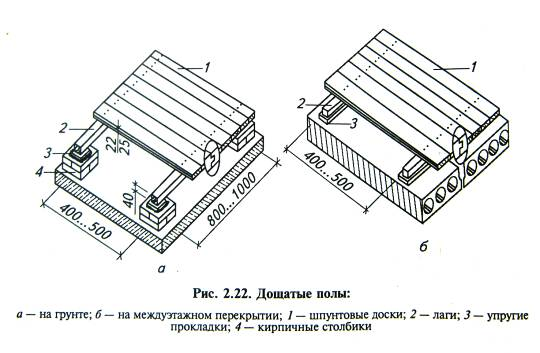 1
2
3
4
22
25
40
400...500
800...1000
а
1
2
3
400...500
б
Рис. 2.22. Дощатые полы:
а — на грунте; б — на междуэтажном перекрытии; 1 — шпунтовые доски; 2 — лаги; 3 — упругие
прокладки; 4 — кирпичные столбики